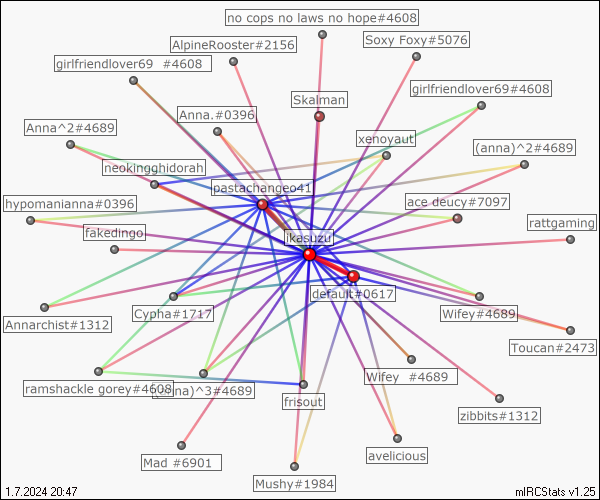 no cops no laws no hope#4608
AlpineRooster#2156
Soxy Foxy#5076
girlfriendlover69 #4608
girlfriendlover69#4608
Skalman
Anna.#0396
Anna^2#4689
xenoyaut
(anna)^2#4689
neokingghidorah
pastachangeo41
hypomanianna#0396
ace deucy#7097
rattgaming
fakedingo
ikasuzu
default#0617
Annarchist#1312
Cypha#1717
Wifey#4689
Toucan#2473
Wifey #4689
ramshackle gorey#4608
)^3#4689
frisout
zibbits#1312
avelicious
Mad #6901
Mushy#1984
1.7.2024 20:47
mIRCStats v1.25